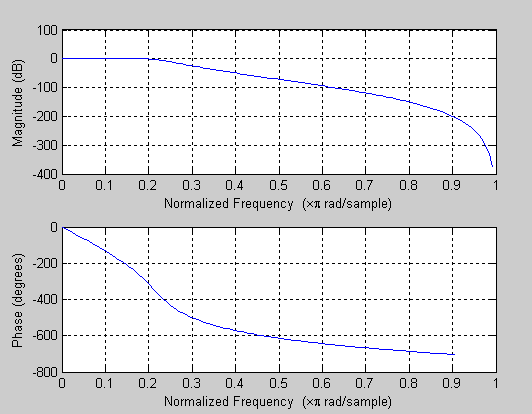 100
0
-100
-200
-300
-400
Magnitude (dB)
0 0.1 0.2 0.3 0.4 0.5 0.6 0.7 0.8 0.9 1
Normalized Frequency (×π rad/sample)
0
-200
-400
-600
-800
Phase (degrees)
0 0.1 0.2 0.3 0.4 0.5 0.6 0.7 0.8 0.9 1
Normalized Frequency (×π rad/sample)